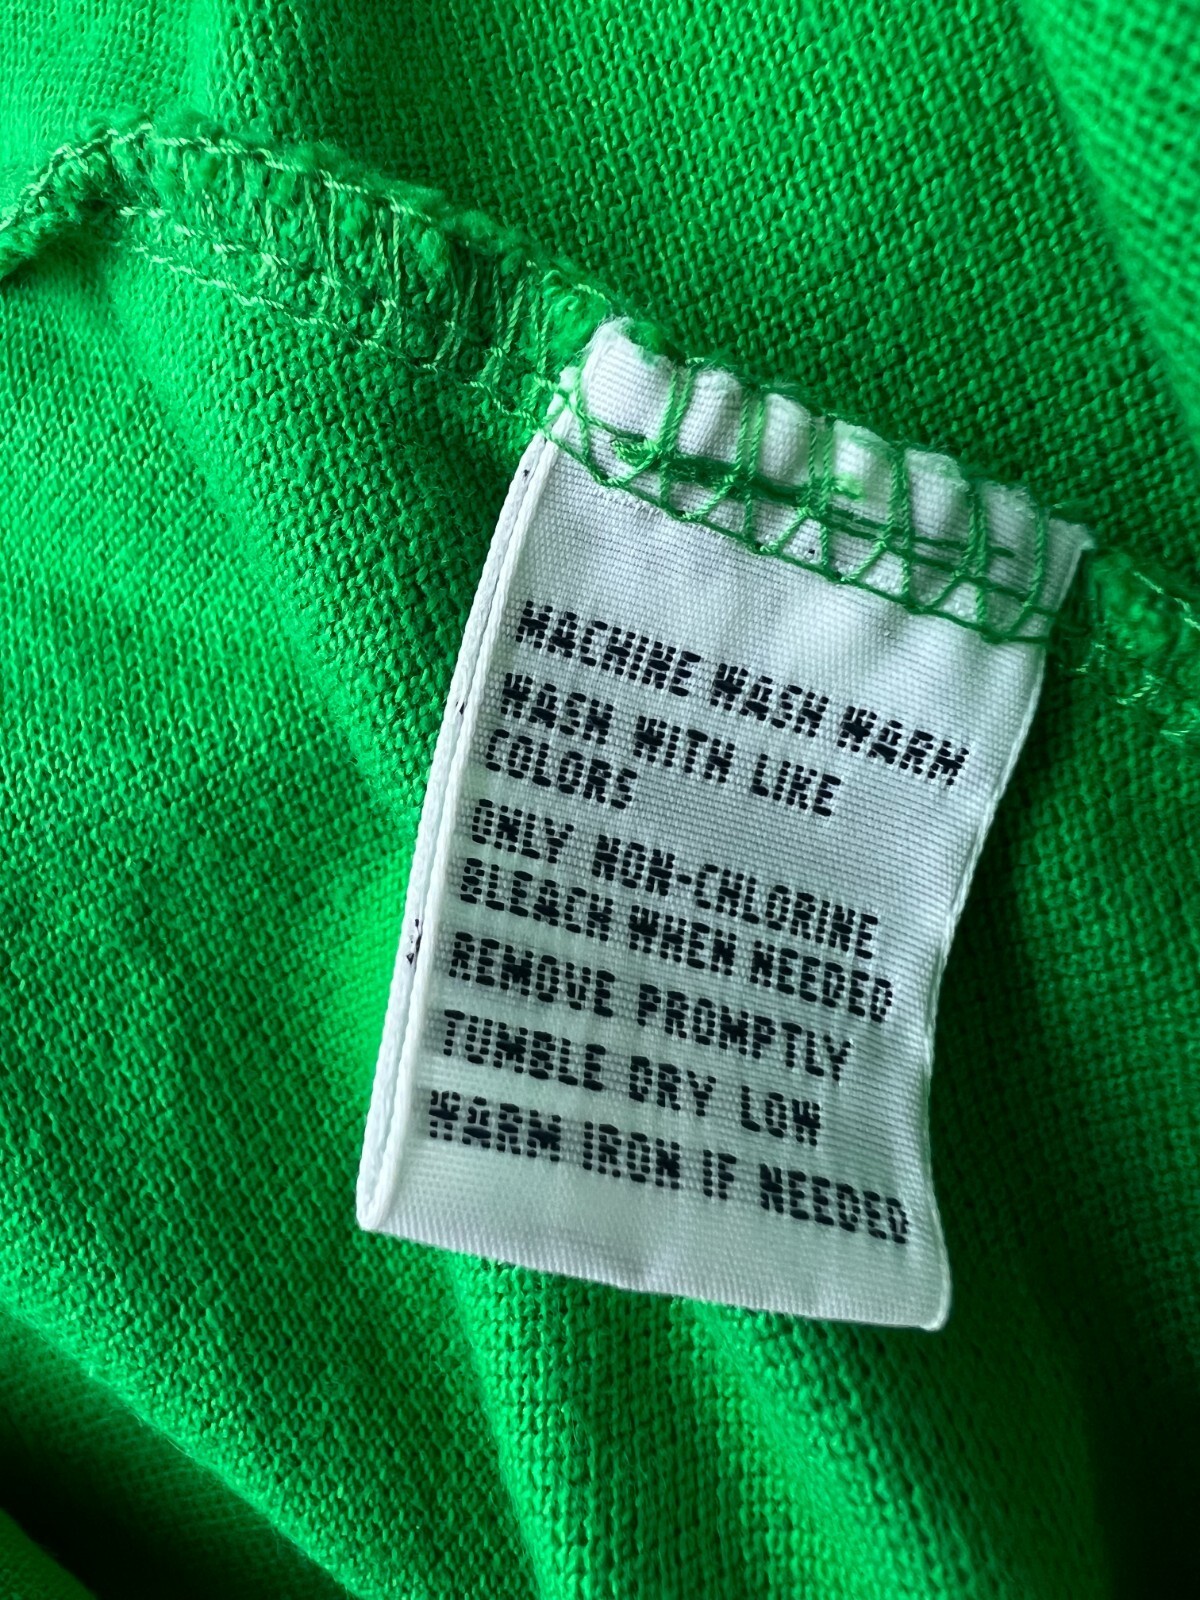 MACHINE WASH WARM
WASH WITH LIKE
COLORS
ONLY NON-CHLORINE
BLEACH WHEN NEEDED
REMOVE PROMPTLY
TUMBLE DRY LOW
WARM IRON IF NEEDED